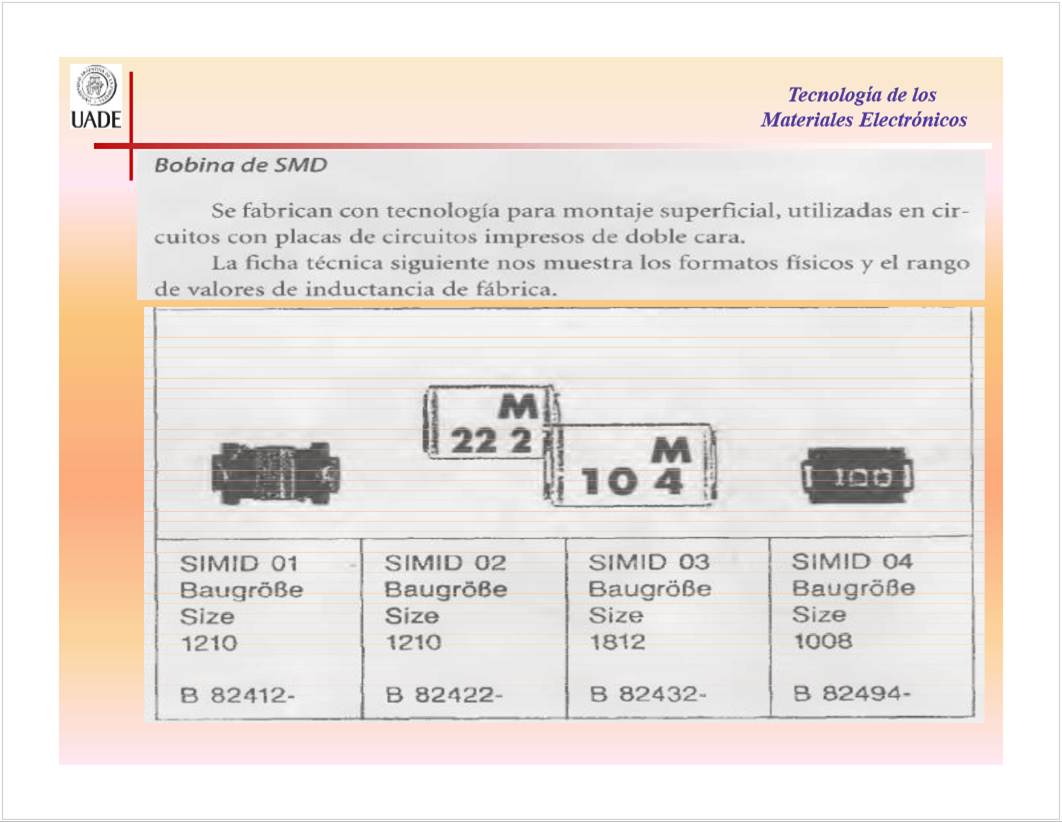 UADE
Tecnología de los
Materiales Electrónicos
Bobina de SMD
Se fabrican con tecnología para montaje superficial, utilizadas en cir-
cuitos con placas de circuitos impresos de doble cara.
La ficha técnica siguiente nos muestra los formatos físicos y el rango
de valores de inductancia de fábrica.
M
22 2
M
10 4
100
SIMID 01
Baugröße
Size
1210
B 82412-
SIMID 02
Baugröße
Size
1210
B 82422-
SIMID 03
Baugröße
Size
1812
B 82432-
SIMID 04
Baugröße
Size
1008
B 82494-